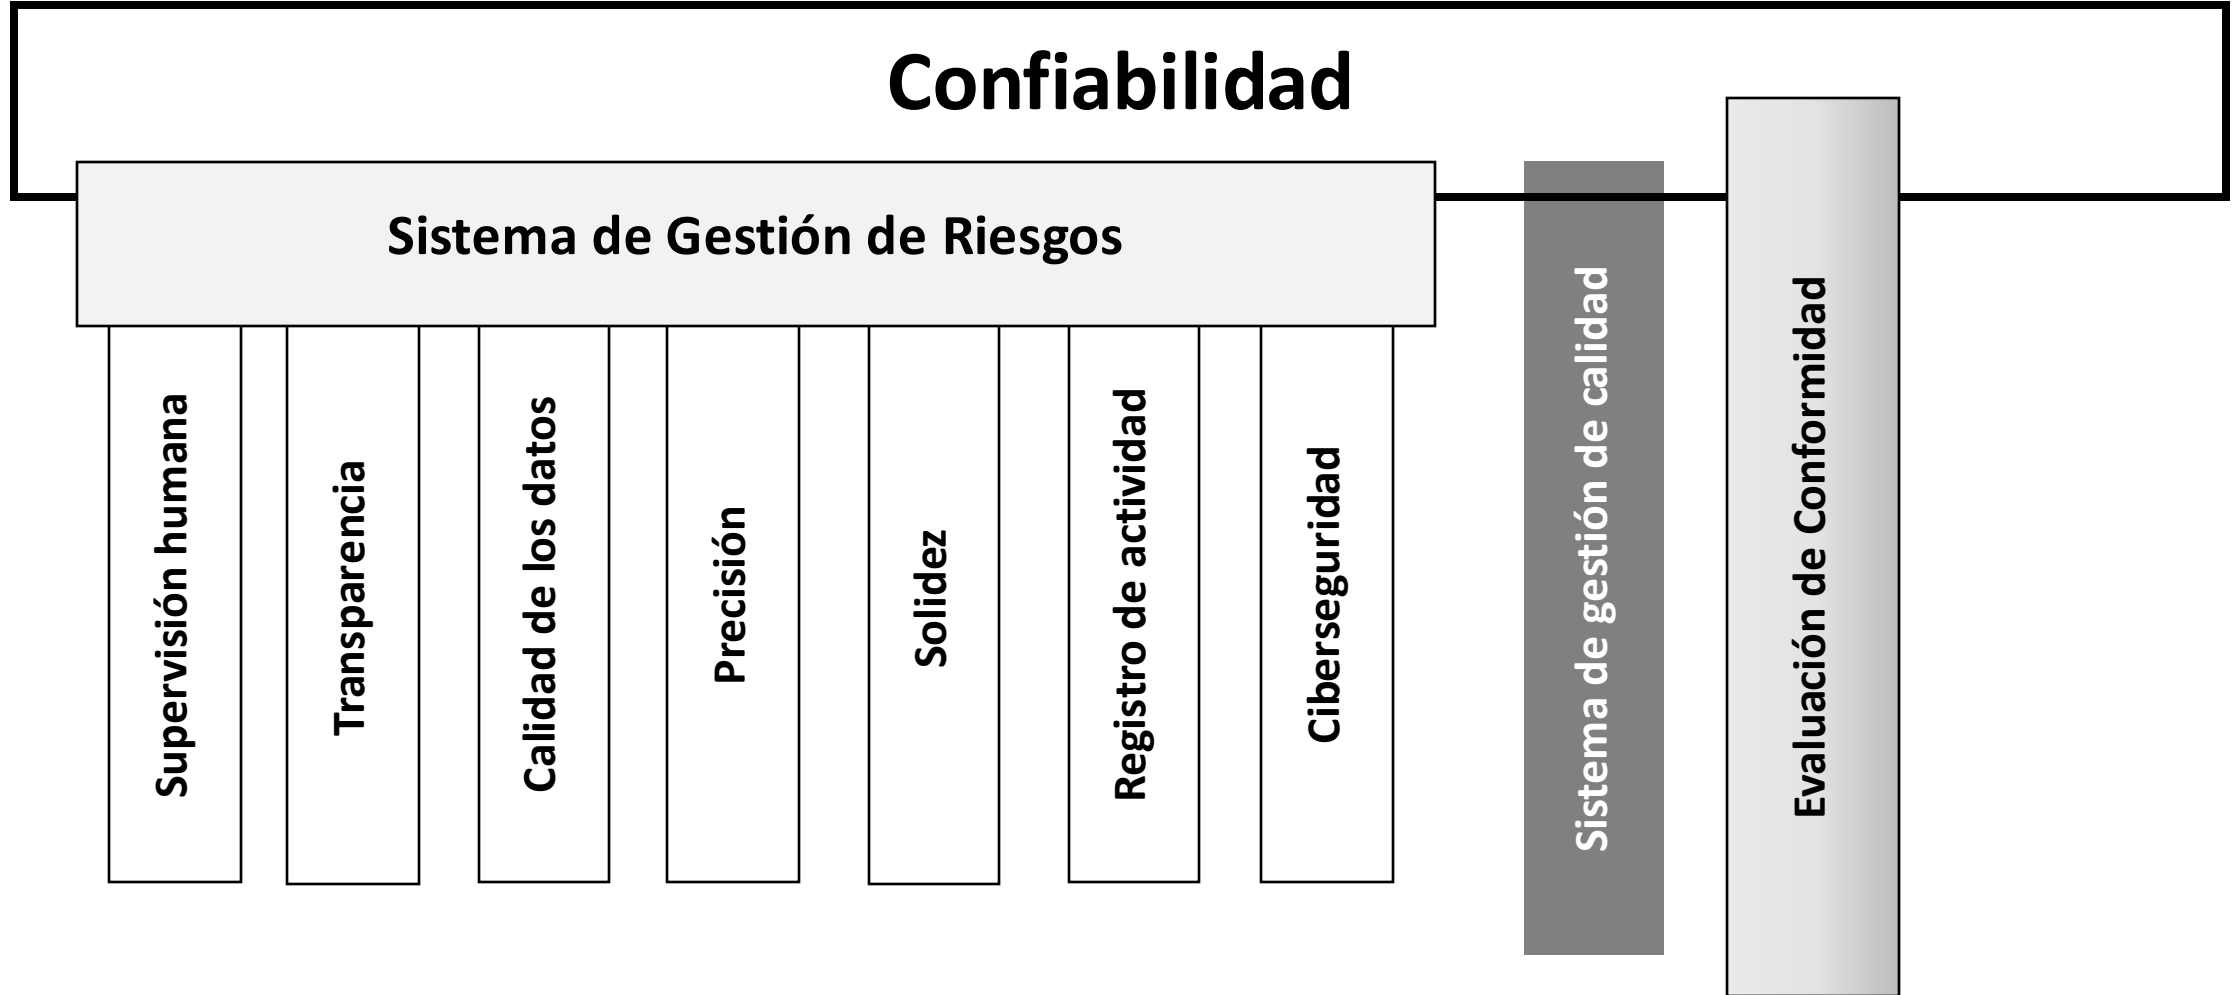 Confiabilidad
Sistema de Gestión de Riesgos
Supervisión humana
Transparencia
Calidad de los datos
Precisión
Solidez
Registro de actividad
Ciberseguridad
Sistema de gestión de calidad
Evaluación de Conformidad